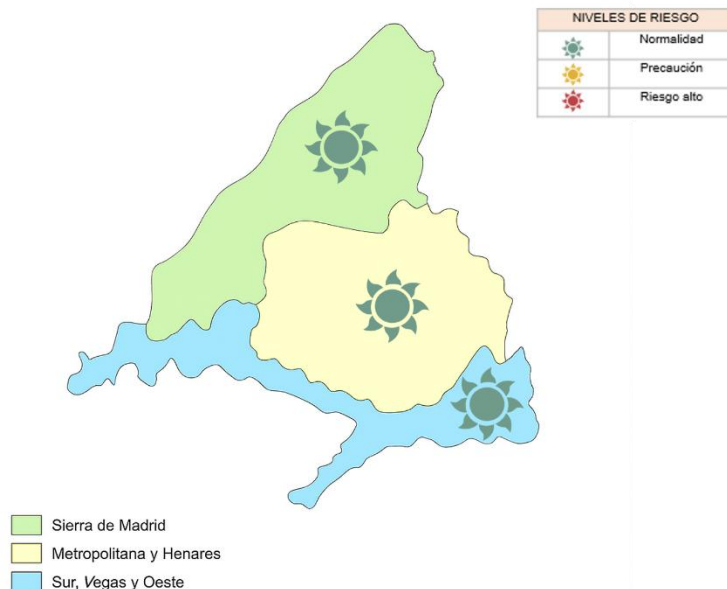 NIVELES DE RIESGO
Normalidad
Precaución
Riesgo alto
Sierra de Madrid
Metropolitana y Henares
Sur, Vegas y Oeste